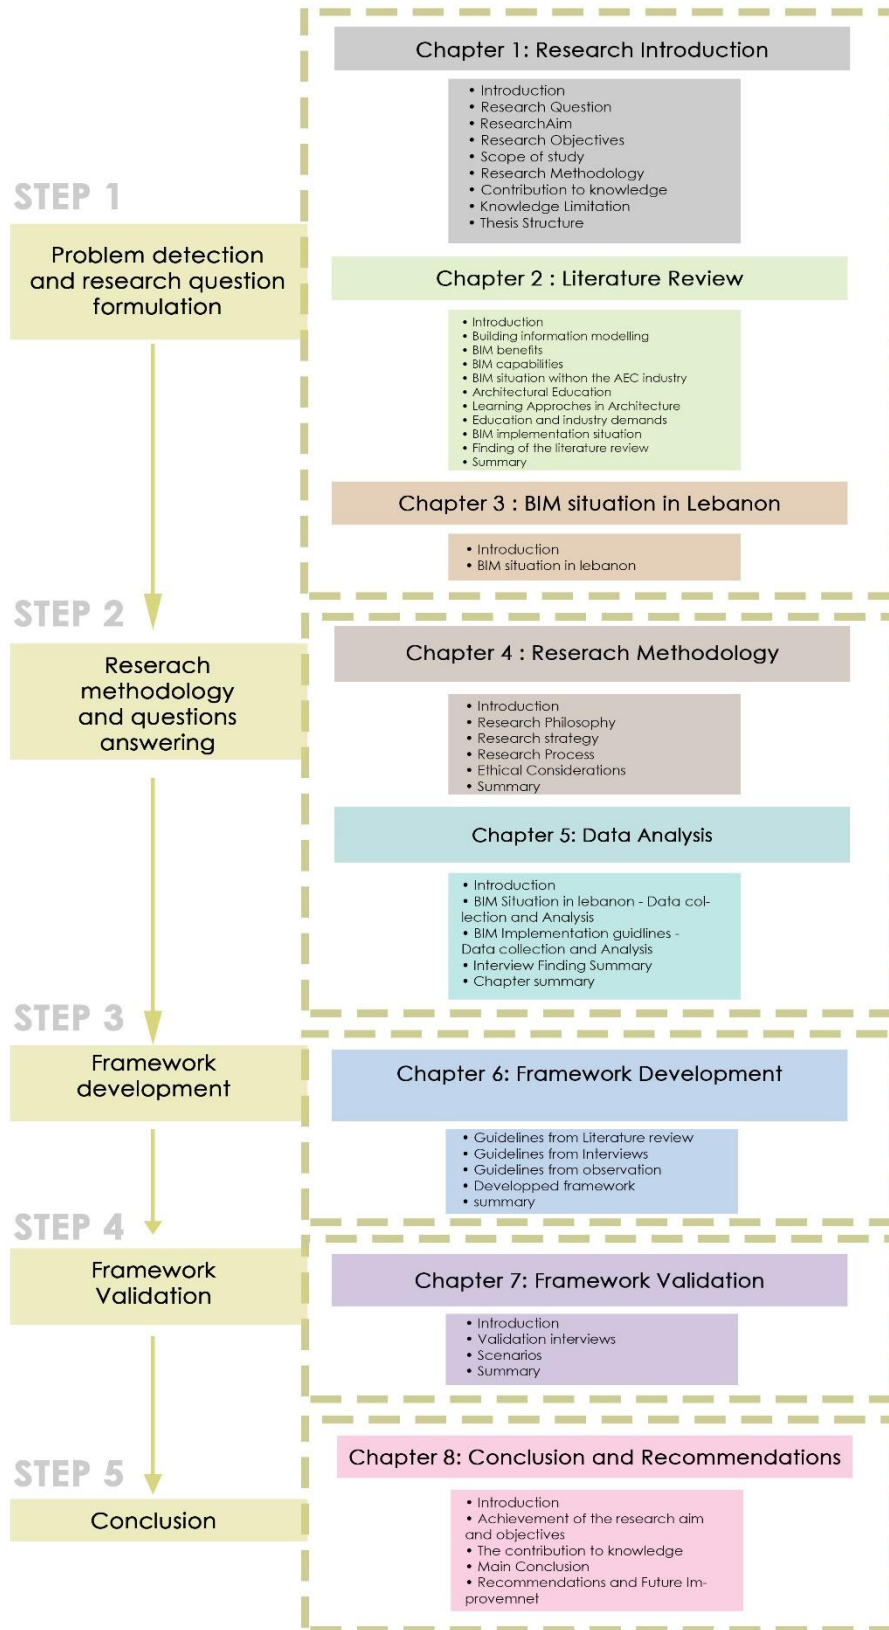 Chapter 1: Research Introduction
• Introduction
• Research Question
• ResearchAim
• Research Objectives
• Scope of study
• Research Methodology
• Contribution to knowledge
• Knowledge Limitation
• Thesis Structure
STEP 1
Problem detection
and research question
formulation
Chapter 2 : Literature Review
• Introduction
• Building information modelling
• BIM benefits
• BIM capabilities
• BIM situation withon the AEC industry
• Architectural Education
• Learning Approches in Architecture
• Education and industry demands
• BIM implementation situation
• Finding of the literature review
• Summary
Chapter 3 : BIM situation in Lebanon
• Introduction
• BIM situation in lebanon
STEP 2
Reserach
methodology
and questions
answering
Chapter 4 : Reserach Methodology
• Introduction
• Research Philosophy
• Research strategy
• Research Process
• Ethical Considerations
• Summary
Chapter 5: Data Analysis
• Introduction
• BIM Situation in lebanon - Data col-
lection and Analysis
• BIM Implementation guidlines -
Data collection and Analysis
• Interview Finding Summary
• Chapter summary
STEP 3
Framework
development
Chapter 6: Framework Development
• Guidelines from Literature review
• Guidelines from Interviews
• Guidelines from observation
• Developped framework
• summary
STEP 4
Framework
Validation
Chapter 7: Framework Validation
• Introduction
• Validation interviews
• Scenarios
• Summary
STEP 5
Conclusion
Chapter 8: Conclusion and Recommendations
• Introduction
• Achievement of the research aim
and objectives
• The contribution to knowledge
• Main Conclusion
• Recommendations and Future Im-
provemnet